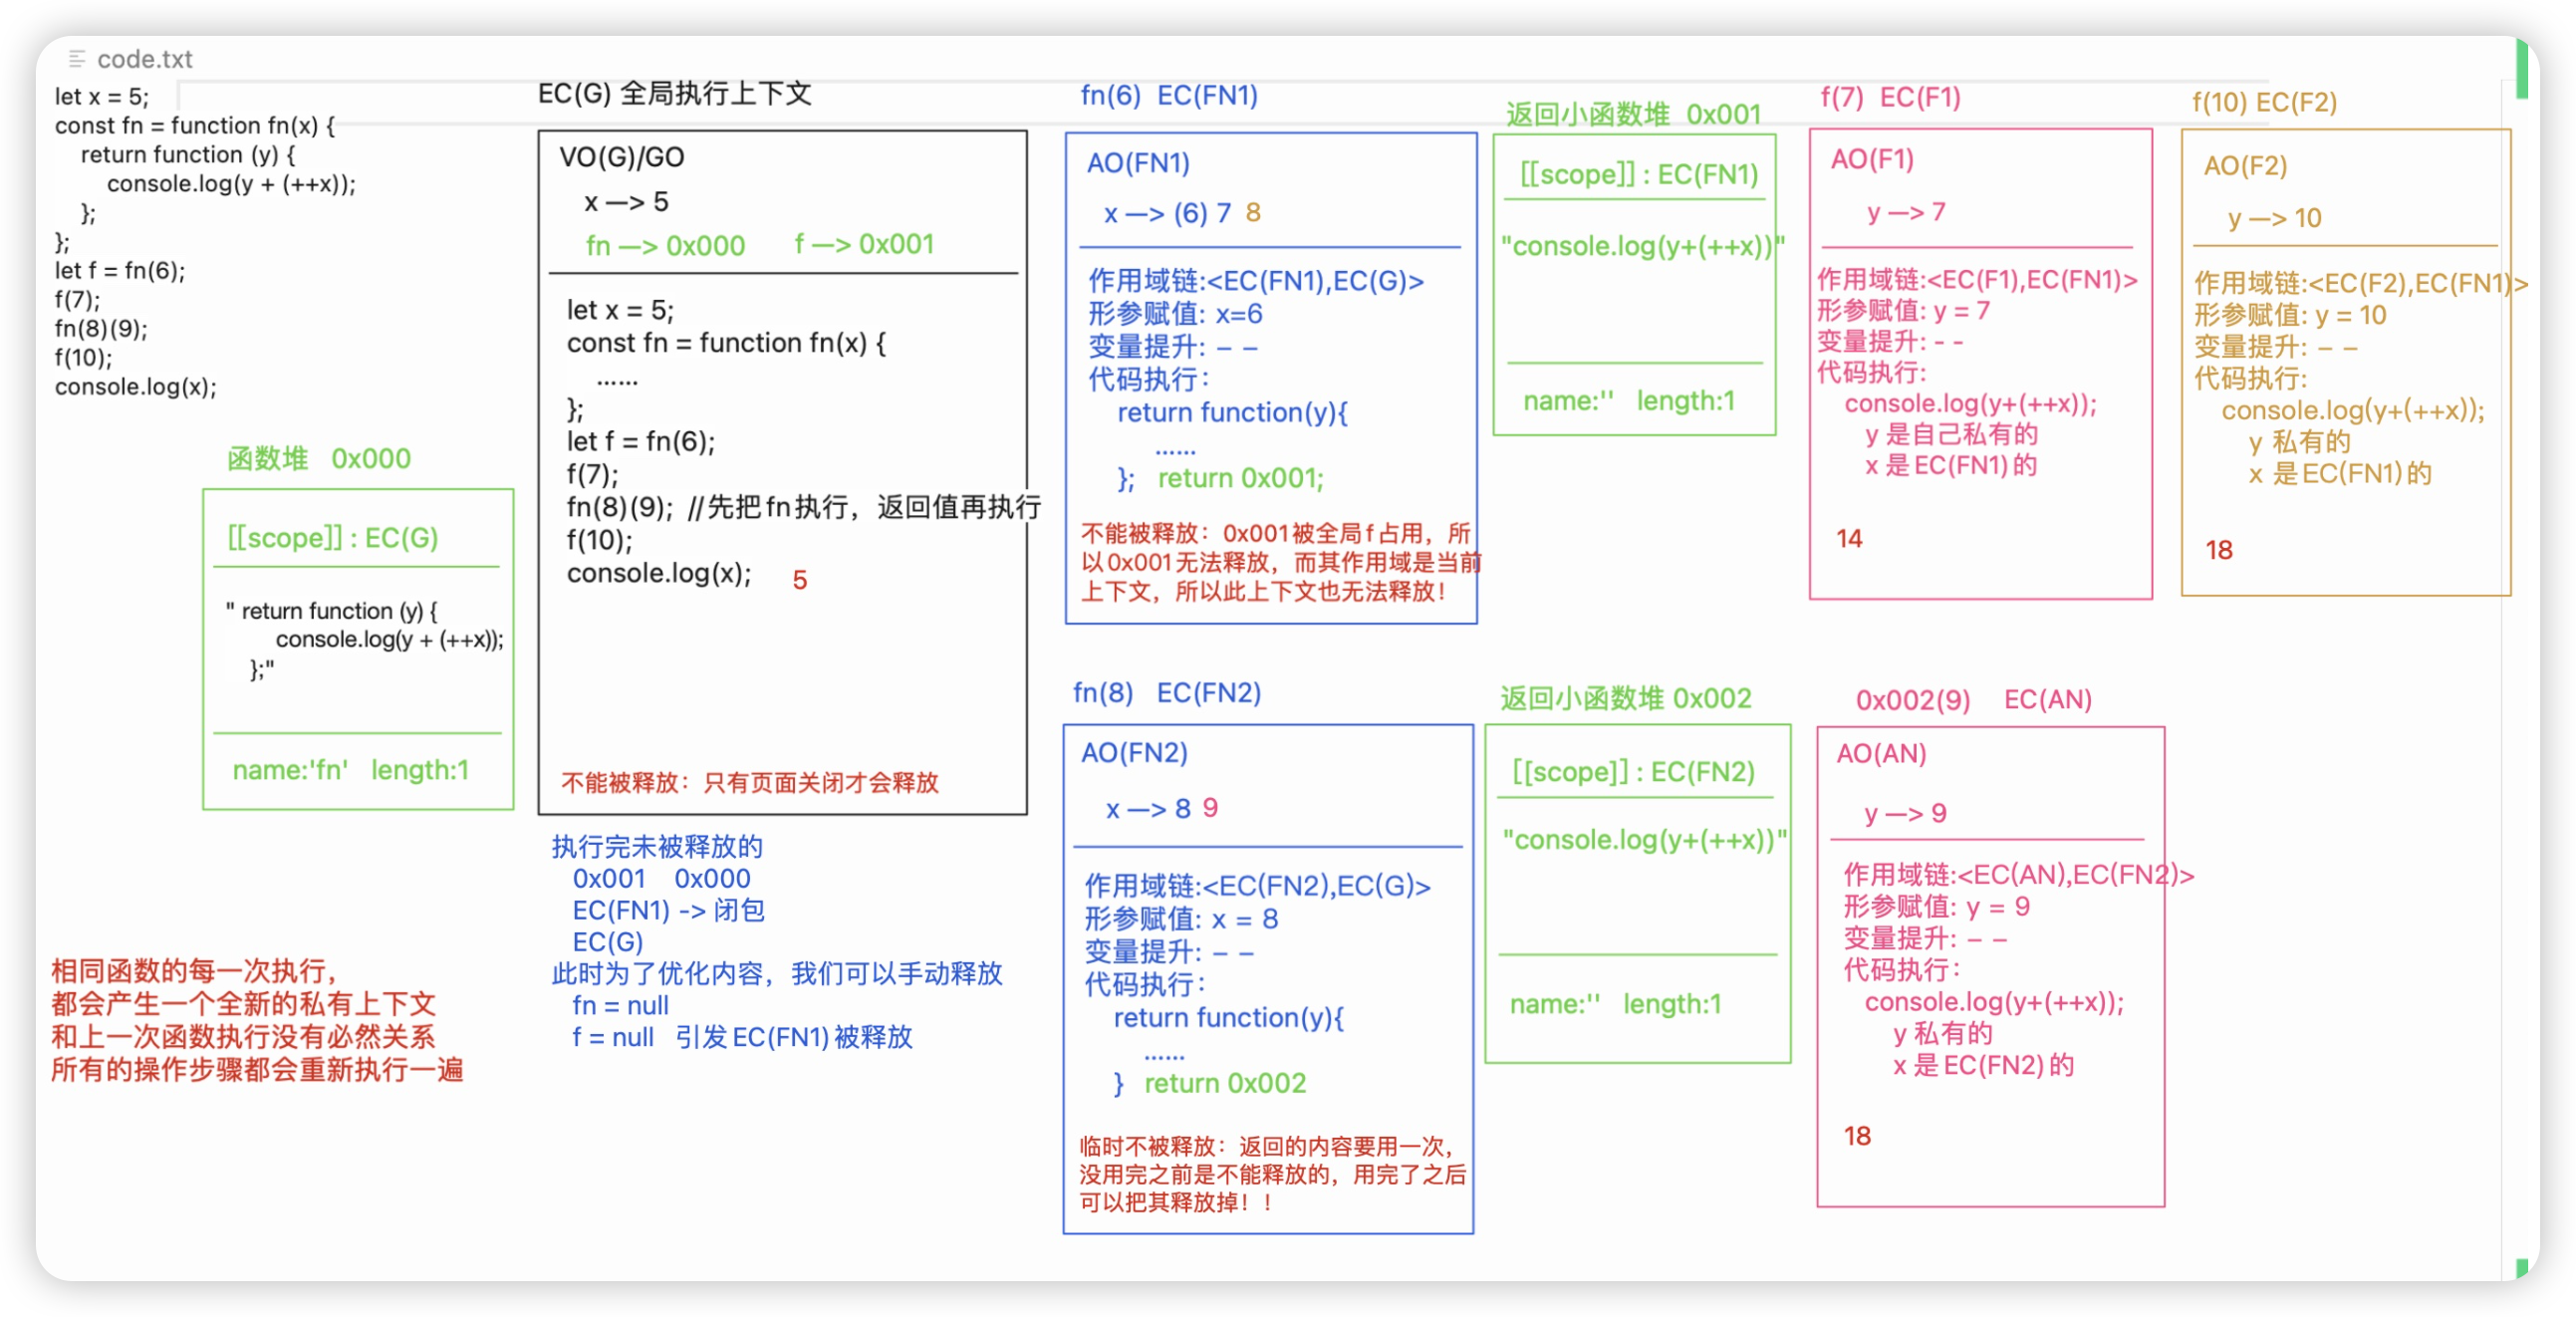 code.txt
let x = 5;
const fn = function fn(x) {
return function (y) {
console.log(y + (++x));
};
};
let f = fn(6);
f(7);
fn(8)(9);
f(10);
console.log(x);
函数堆 0x000
[[scope]] : EC(G)
" return function (y) {
console.log(y + (++x));
};"
name:'fn' length:1
相同函数的每一次执行，
都会产生一个全新的私有上下文
和上一次函数执行没有必然关系
所有的操作步骤都会重新执行一遍
EC(G) 全局执行上下文
VO(G)/GO
x —> 5
fn —> 0x000 f —> 0x001
let x = 5;
const fn = function fn(x) {
......
};
let f = fn(6);
f(7);
fn(8)(9); //先把fn执行，返回值再执行
f(10);
console.log(x); 5
不能被释放：只有页面关闭才会释放
执行完未被释放的
0x001 0x000
EC(FN1) -> 闭包
EC(G)
此时为了优化内容，我们可以手动释放
fn = null
f = null 引发EC(FN1)被释放
fn(6) EC(FN1)
AO(FN1)
x —> (6) 7 8
作用域链:<EC(FN1),EC(G)>
形参赋值: x=6
变量提升: – –
代码执行：
return function(y){
......
}; return 0x001;
不能被释放：0x001被全局f占用，所
以0x001无法释放，而其作用域是当前
上下文，所以此上下文也无法释放！
返回小函数堆 0x001
[[scope]] : EC(FN1)
"console.log(y+(++x))"
name:'' length:1
f(7) EC(F1)
AO(F1)
y —> 7
作用域链:<EC(F1),EC(FN1)>
形参赋值: y = 7
变量提升: - -
代码执行:
console.log(y+(++x));
y 是自己私有的
x 是EC(FN1)的
14
f(10) EC(F2)
AO(F2)
y —> 10
作用域链:<EC(F2),EC(FN1)>
形参赋值: y = 10
变量提升: – –
代码执行:
console.log(y+(++x));
y 私有的
x 是EC(FN1)的
18
fn(8) EC(FN2)
AO(FN2)
x —> 8 9
作用域链:<EC(FN2),EC(G)>
形参赋值: x = 8
变量提升: – –
代码执行：
return function(y){
......
} return 0x002
临时不被释放：返回的内容要用一次，
没用完之前是不能释放的，用完了之后
可以把其释放掉！！
返回小函数堆 0x002
[[scope]] : EC(FN2)
"console.log(y+(++x))"
name:'' length:1
0x002(9) EC(AN)
AO(AN)
y —> 9
作用域链:<EC(AN),EC(FN2)>
形参赋值: y = 9
变量提升: – –
代码执行：
console.log(y+(++x));
y 私有的
x 是EC(FN2)的
18